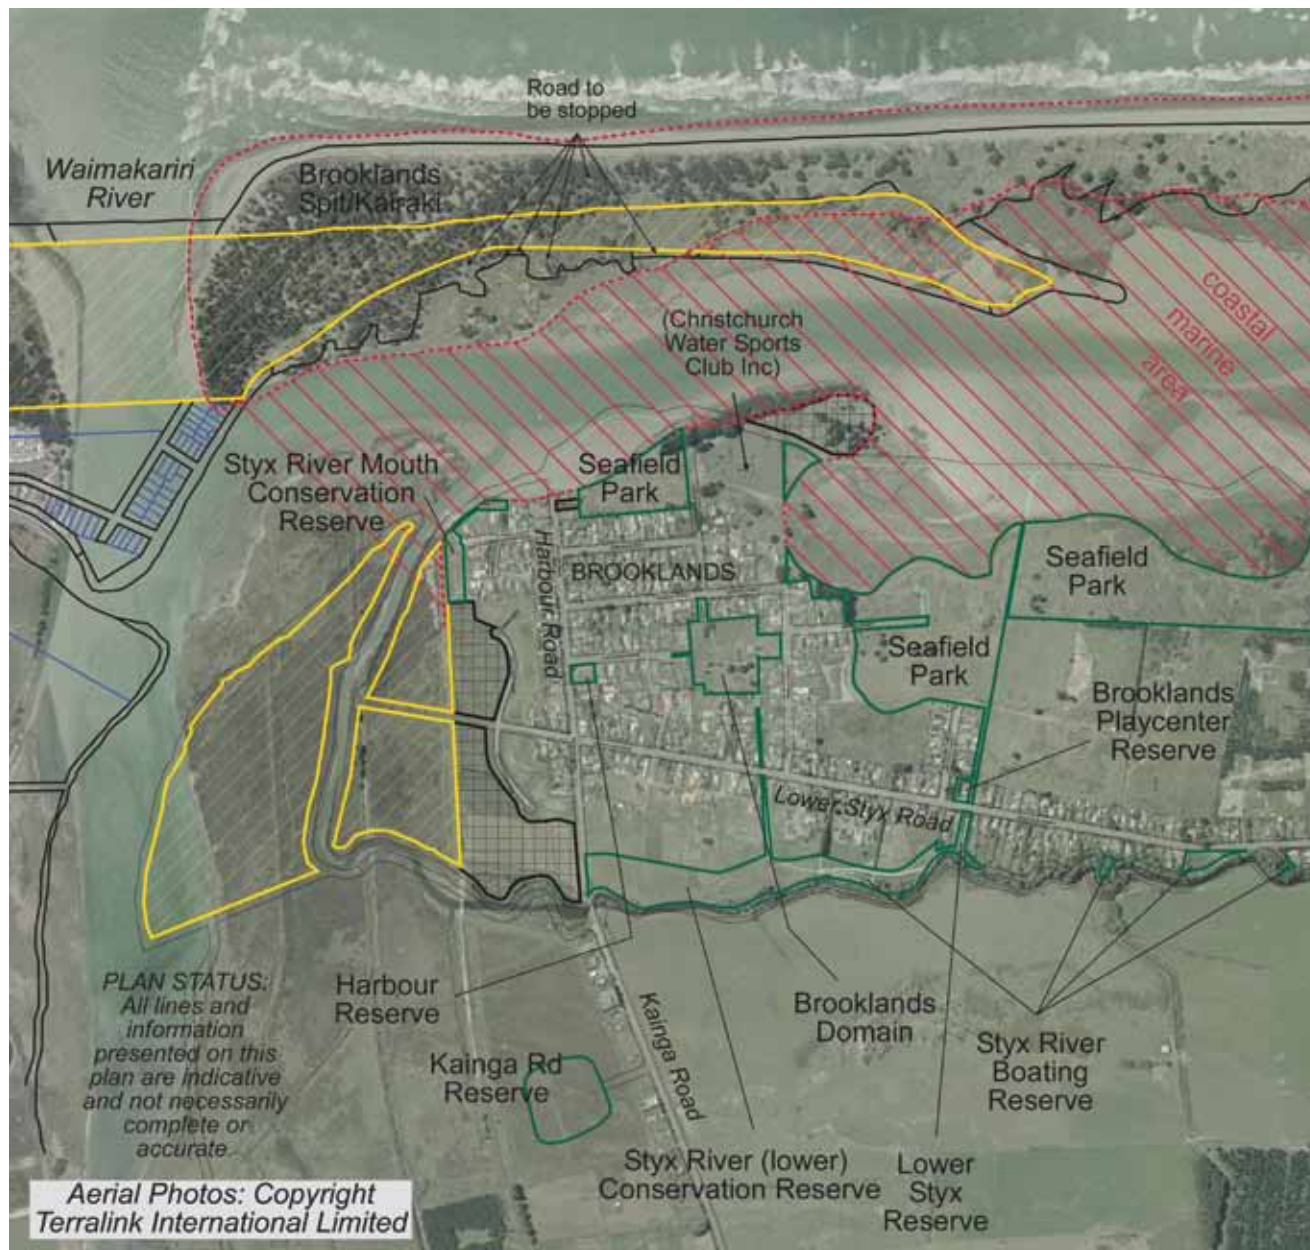 Road to
be stopped
Waimakariri
River
Brooklands
Spit/Kairaki
coastal
marine
area
(Christchurch
Water Sports
Club Inc)
Styx River Mouth
Conservation
Reserve
Seafield
Park
Harbour Road
BROOKLANDS
Seafield
Park
Seafield
Park
Brooklands
Playcenter
Reserve
Lower Styx Road
PLAN STATUS:
All lines and
information
presented on this
plan are indicative
and not necessarily
complete or
accurate.
Harbour
Reserve
Kainga Rd
Reserve
Kainga Road
Brooklands
Domain
Styx River
Boating
Reserve
Styx River (lower)
Conservation Reserve
Lower
Styx
Reserve
Aerial Photos: Copyright
Terralink International Limited